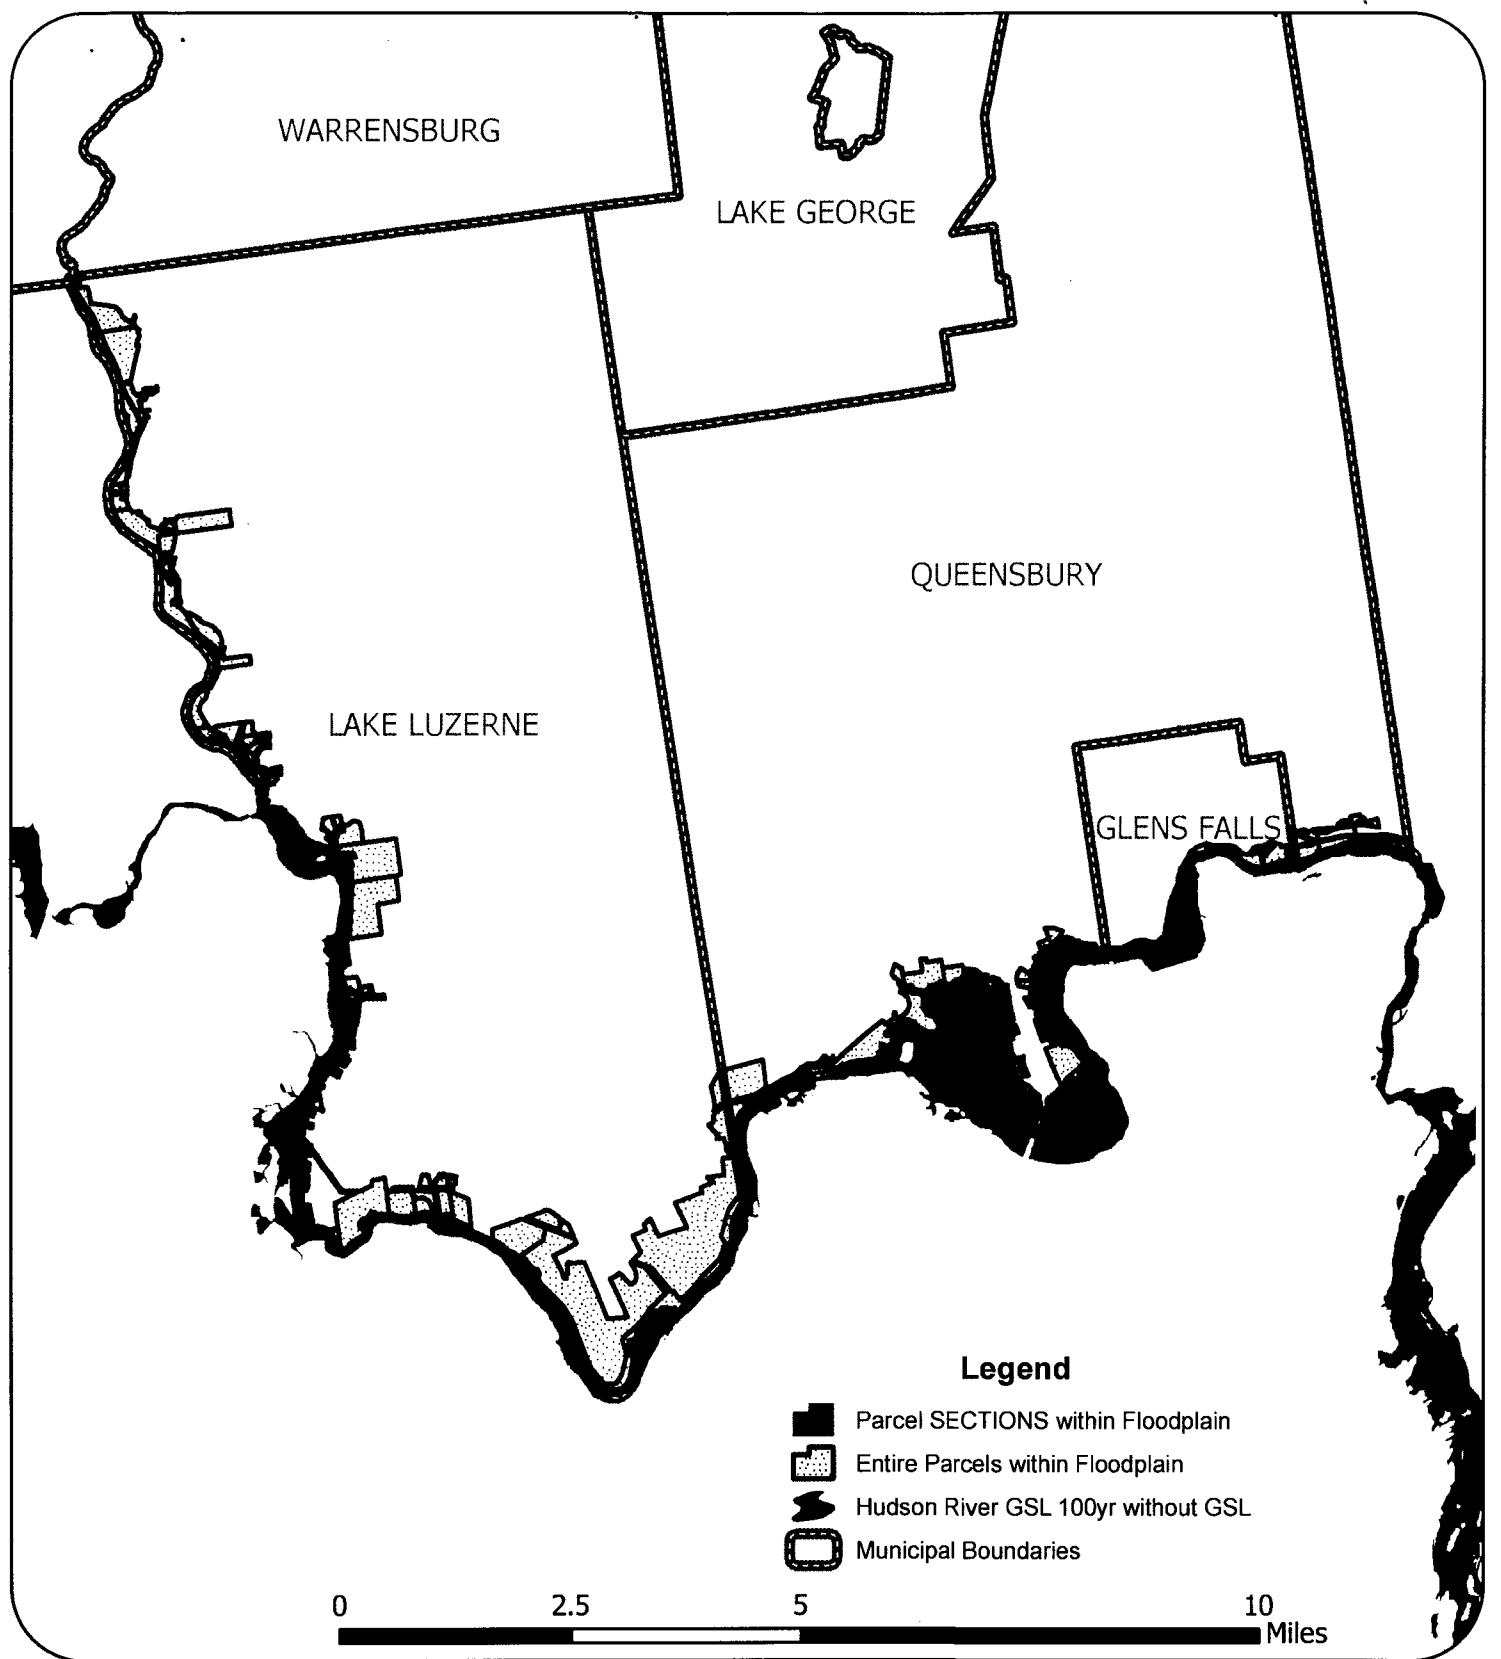 WARRENSBURG
LAKE GEORGE
QUEENSBURY
LAKE LUZERNE
GLENS FALLS
Legend
Parcel SECTIONS within Floodplain
Entire Parcels within Floodplain
Hudson River GSL 100yr without GSL
Municipal Boundaries
0 2.5 5 10
Miles